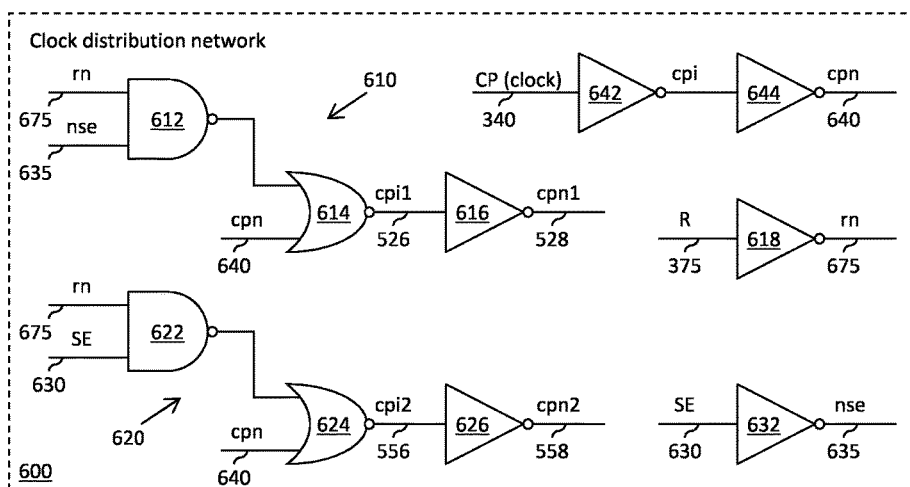 Clock distribution network
rn
675
nse
635
612
610
CP (clock)
340
642
cpi
644
cpn
640
cpn
640
614
cpi1
526
616
cpn1
528
R
375
618
rn
675
rn
675
SE
630
622
620
cpn
640
624
cpi2
556
626
cpn2
558
SE
630
632
nse
635
600